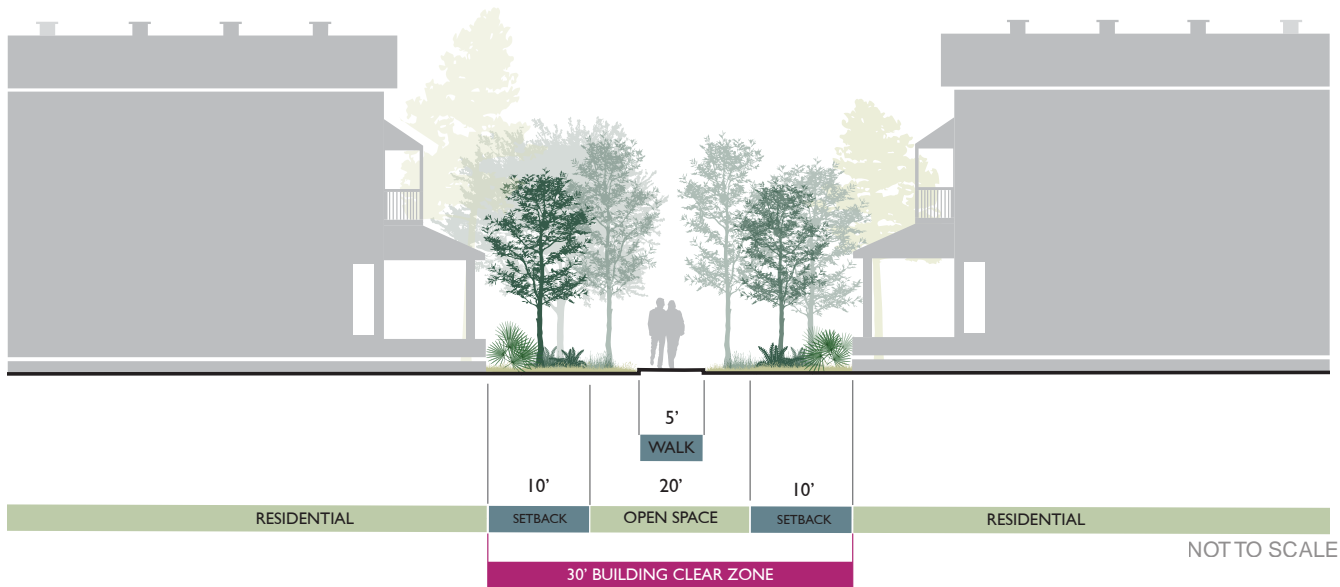 5’
WALK
10’ 20’ 10’
RESIDENTIAL SETBACK OPEN SPACE SETBACK RESIDENTIAL
NOT TO SCALE
30’ BUILDING CLEAR ZONE